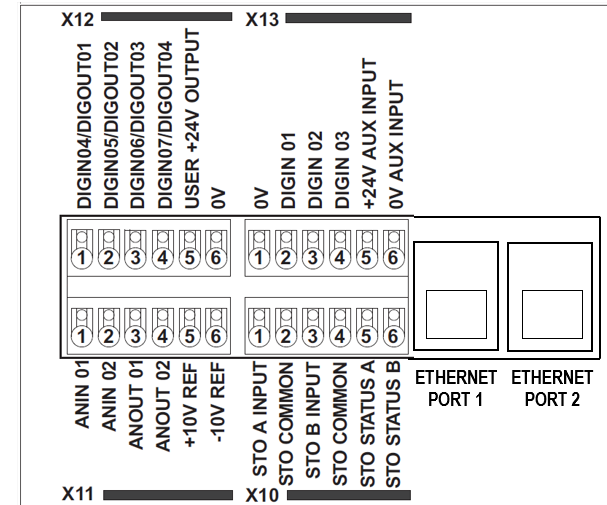 X12
X13
DIGIN04/DIGOUT01
DIGIN05/DIGOUT02
DIGIN06/DIGOUT03
DIGIN07/DIGOUT04
USER +24V OUTPUT
0V
0V
DIGIN 01
DIGIN 02
DIGIN 03
+24V AUX INPUT
0V AUX INPUT
1 2 3 4 5 6
1 2 3 4 5 6
1 2 3 4 5 6
1 2 3 4 5 6
ANIN 01
ANIN 02
ANOUT 01
ANOUT 02
+10V REF
-10V REF
STO A INPUT
STO COMMON
STO B INPUT
STO COMMON
STO STATUS A
STO STATUS B
ETHERNET
PORT 1
ETHERNET
PORT 2
X11
X10